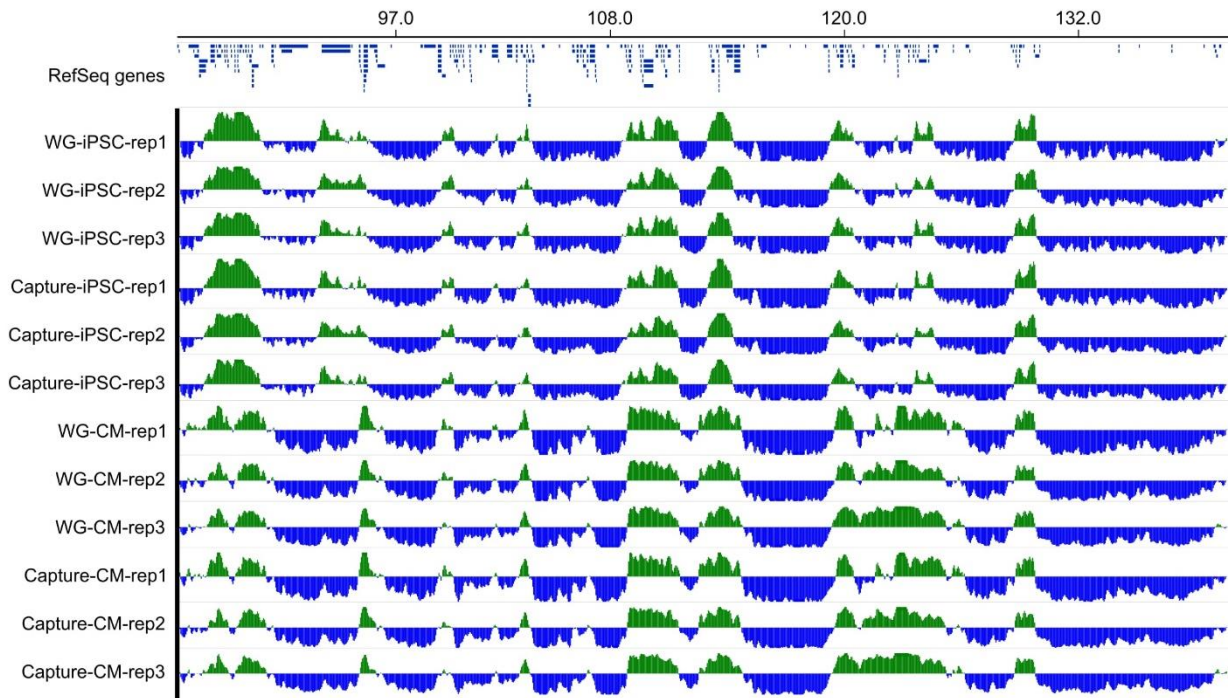 97.0 108.0 120.0 132.0
RefSeq genes
WG-iPSC-rep1
WG-iPSC-rep2
WG-iPSC-rep3
Capture-iPSC-rep1
Capture-iPSC-rep2
Capture-iPSC-rep3
WG-CM-rep1
WG-CM-rep2
WG-CM-rep3
Capture-CM-rep1
Capture-CM-rep2
Capture-CM-rep3